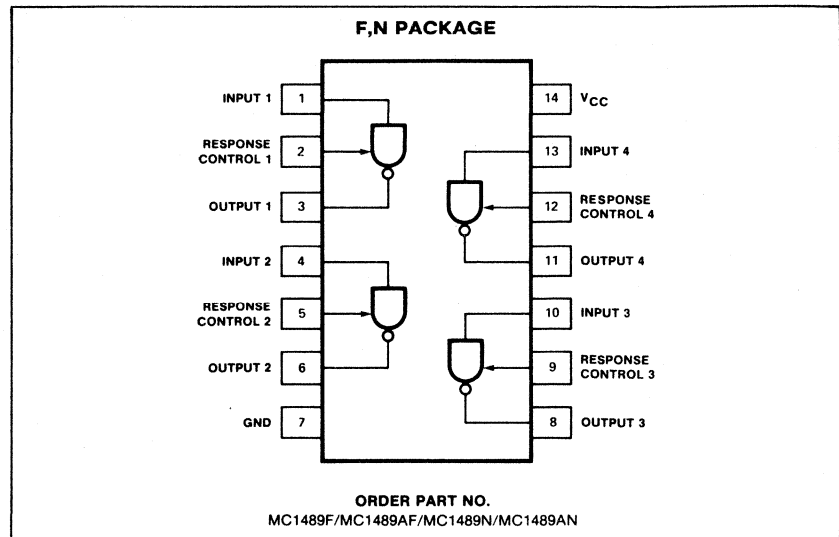 F,N PACKAGE
INPUT 1 1
RESPONSE
CONTROL 1 2
OUTPUT 1 3
INPUT 2 4
RESPONSE
CONTROL 2 5
OUTPUT 2 6
GND 7
14 VCC
13 INPUT 4
12 RESPONSE
CONTROL 4
11 OUTPUT 4
10 INPUT 3
9 RESPONSE
CONTROL 3
8 OUTPUT 3
ORDER PART NO.
MC1489F/MC1489AF/MC1489N/MC1489AN